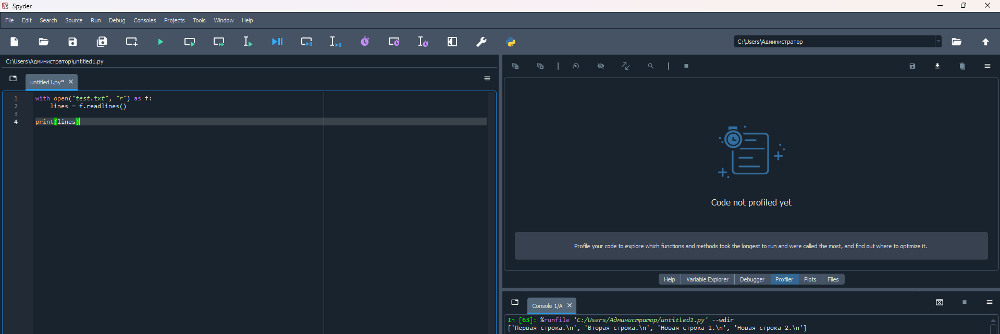 Spyder
File Edit Search Source Run Debug Consoles Projects Tools Window Help
C:\Users\Администратор
C:\Users\Администратор\untitled1.py
untitled1.py*
1 with open("test.txt", "r") as f:
2 lines = f.readlines()
3
4 print(lines)
Code not profiled yet
Profile your code to explore which functions and methods took the longest to run and were called the most, and find out where to optimize it.
Help Variable Explorer Debugger Profiler Plots Files
Console 1/A
In [63]: %runfile 'C:/Users/Администратор/untitled1.py' --wdir
['Первая строка.\n', 'Вторая строка.\n', 'Новая строка 1.\n', 'Новая строка 2.\n']